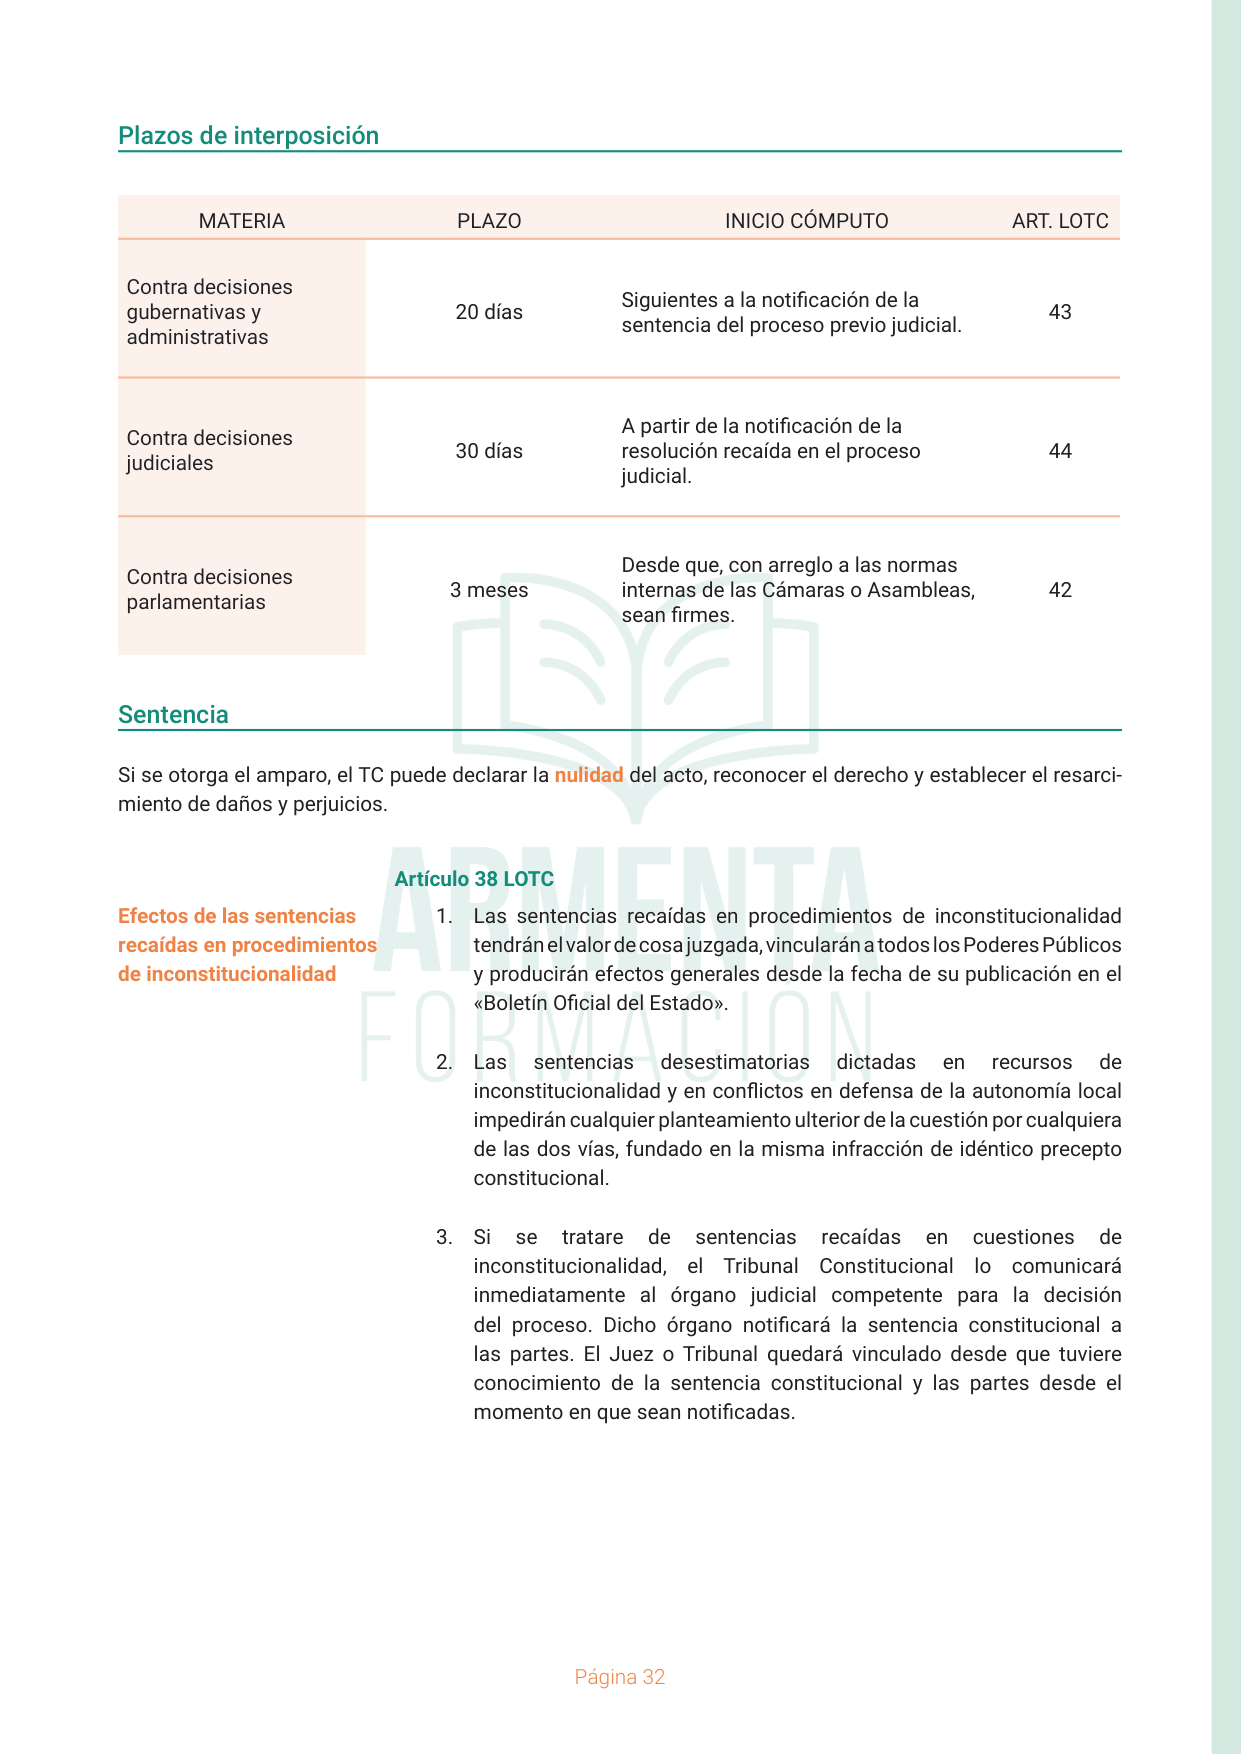 Plazos de interposición
MATERIA PLAZO INICIO CÓMPUTO ART. LOTC
Contra decisiones
gubernativas y
administrativas
20 días
Siguientes a la notificación de la
sentencia del proceso previo judicial.
43
Contra decisiones
judiciales
30 días
A partir de la notificación de la
resolución recaída en el proceso
judicial.
44
Contra decisiones
parlamentarias
3 meses
Desde que, con arreglo a las normas
internas de las Cámaras o Asambleas,
sean firmes.
42
Sentencia
Si se otorga el amparo, el TC puede declarar la nulidad del acto, reconocer el derecho y establecer el resarci-
miento de daños y perjuicios.
ARMENTA
FORMACIÓN
Artículo 38 LOTC
Efectos de las sentencias
recaídas en procedimientos
de inconstitucionalidad
1. Las sentencias recaídas en procedimientos de inconstitucionalidad
tendrán el valor de cosa juzgada, vincularán a todos los Poderes Públicos
y producirán efectos generales desde la fecha de su publicación en el
«Boletín Oficial del Estado».
2. Las sentencias desestimatorias dictadas en recursos de
inconstitucionalidad y en conflictos en defensa de la autonomía local
impedirán cualquier planteamiento ulterior de la cuestión por cualquiera
de las dos vías, fundado en la misma infracción de idéntico precepto
constitucional.
3. Si se tratare de sentencias recaídas en cuestiones de
inconstitucionalidad, el Tribunal Constitucional lo comunicará
inmediatamente al órgano judicial competente para la decisión
del proceso. Dicho órgano notificará la sentencia constitucional a
las partes. El Juez o Tribunal quedará vinculado desde que tuviere
conocimiento de la sentencia constitucional y las partes desde el
momento en que sean notificadas.
Página 32